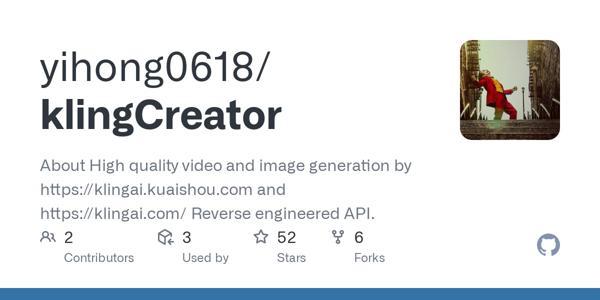 yihong0618/
klingCreator
About High quality video and image generation by
https://klingai.kuaishou.com and
https://klingai.com/ Reverse engineered API.
2 3 52 6
Contributors Used by Stars Forks